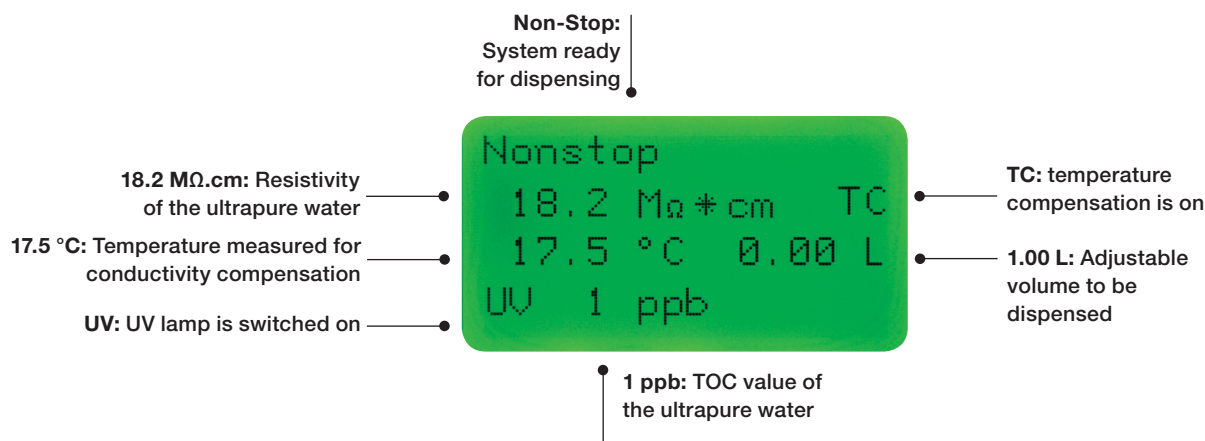 Non-Stop:
System ready
for dispensing
Nonstop
18.2 MΩ*cm TC
17.5 °C 0.00 L
UV 1 ppb
18.2 MΩ.cm: Resistivity
of the ultrapure water
17.5 °C: Temperature measured for
conductivity compensation
UV: UV lamp is switched on
TC: temperature
compensation is on
1.00 L: Adjustable
volume to be
dispensed
1 ppb: TOC value of
the ultrapure water